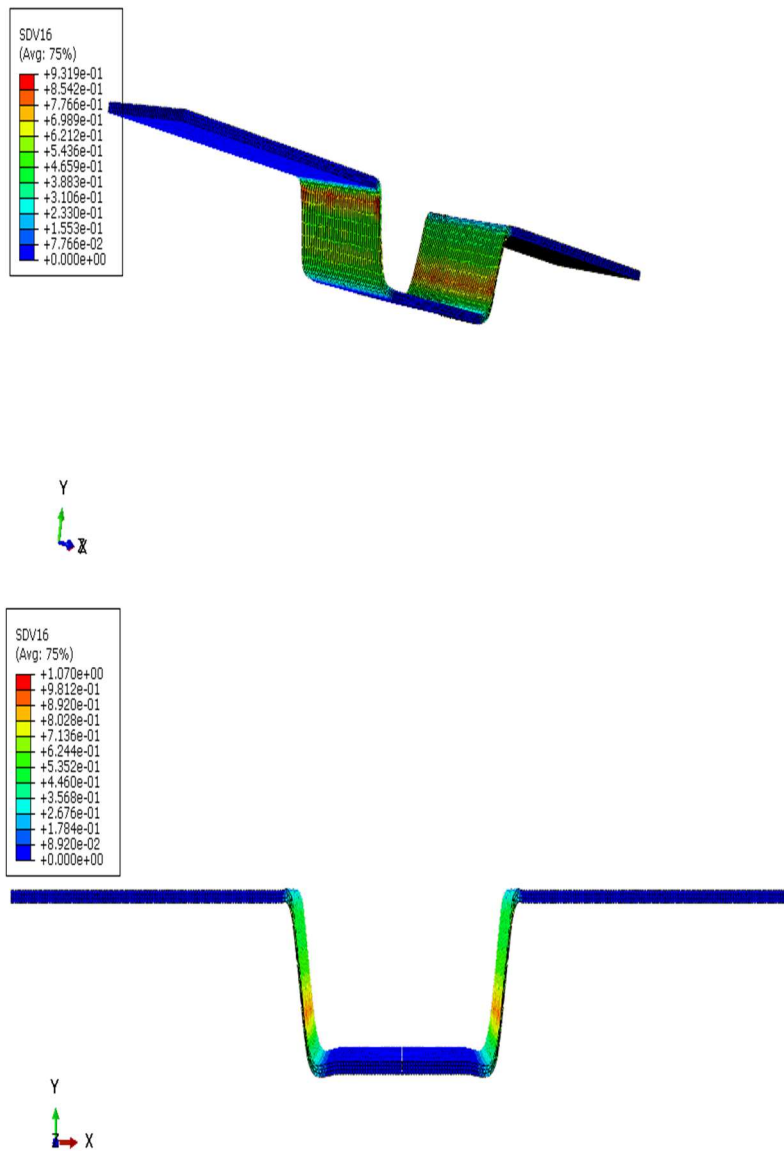 SDV16
(Avg: 75%)
+9.319e-01
+8.542e-01
+7.766e-01
+6.989e-01
+6.212e-01
+5.436e-01
+4.659e-01
+3.883e-01
+3.106e-01
+2.330e-01
+1.553e-01
+7.766e-02
+0.000e+00
Y
SDV16
(Avg: 75%)
+1.070e+00
+9.812e-01
+8.920e-01
+8.028e-01
+7.136e-01
+6.244e-01
+5.352e-01
+4.460e-01
+3.568e-01
+2.676e-01
+1.784e-01
+8.920e-02
+0.000e+00
Y
Z X